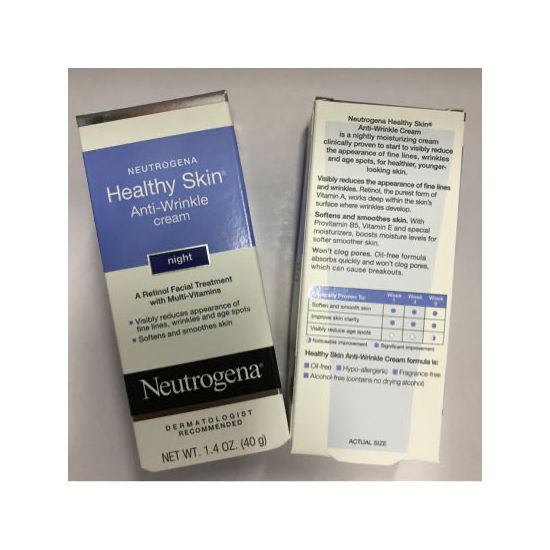 NEUTROGENA
Healthy Skin®
Anti-Wrinkle
cream
night
A Retinol Facial Treatment
with Multi-Vitamins
• Visibly reduces appearance of
fine lines, wrinkles and age spots
• Softens and smoothes skin
Neutrogena®
DERMATOLOGIST
RECOMMENDED
NET WT. 1.4 OZ. (40 g)
Neutrogena Healthy Skin®
Anti-Wrinkle Cream
is a nightly moisturizing cream
clinically proven to start to visibly reduce
the appearance of fine lines, wrinkles
and age spots, for healthier, younger-
looking skin.
Visibly reduces the appearance of fine lines
and wrinkles. Retinol, the purest form of
Vitamin A, works deep within the skin's
surface where wrinkles develop.
Softens and smoothes skin. With
Provitamin B5, Vitamin E and special
moisturizers, boosts moisture levels for
softer smoother skin.
Won't clog pores. Oil-free formula
absorbs quickly and won't clog pores,
which can cause breakouts.
Clinically Proven To: Week 1 Week 2 Week
Soften and smooth skin
Improve skin clarity
Visibly reduce age spots
Noticeable improvement Significant improvement
Healthy Skin Anti-Wrinkle Cream formula is:
Oil-free Hypo-allergenic Fragrance-free
Alcohol-free (contains no drying alcohol)
ACTUAL SIZE